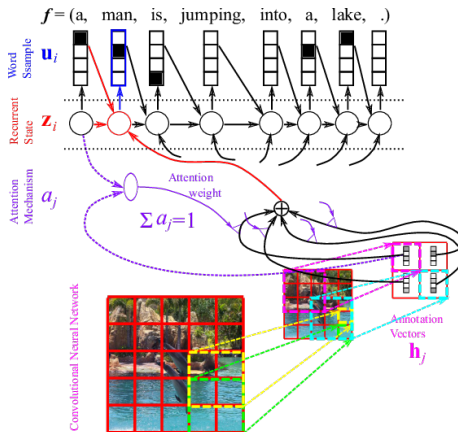 f = (a, man, is, jumping, into, a, lake, .)
Word
Ssample
u_i
Recurrent
State
z_i
Attention
Mechanism
a_j
Attention
weight
Σ a_j=1
Convolutional Neural Network
Annotation
Vectors
h_j